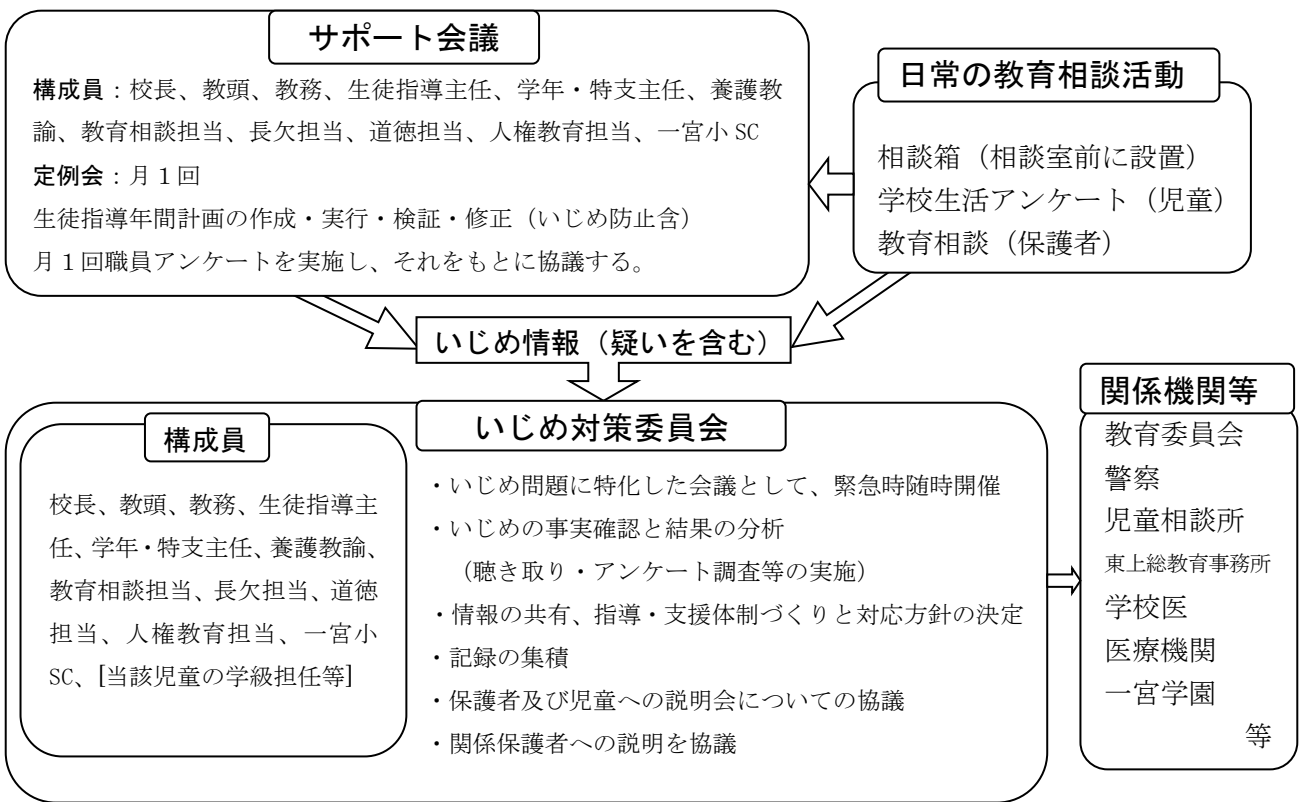 サポート会議
構成員：校長、教頭、教務、生徒指導主任、学年・特支主任、養護教
諭、教育相談担当、長欠担当、道徳担当、人権教育担当、一宮小 SC
定例会：月１回
生徒指導年間計画の作成・実行・検証・修正（いじめ防止含）
月１回職員アンケートを実施し、それをもとに協議する。
日常の教育相談活動
相談箱（相談室前に設置）
学校生活アンケート（児童）
教育相談（保護者）
いじめ情報（疑いを含む）
いじめ対策委員会
構成員
校長、教頭、教務、生徒指導主
任、学年・特支主任、養護教諭、
教育相談担当、長欠担当、道徳
担当、人権教育担当、一宮小
SC、[当該児童の学級担任等]
・いじめ問題に特化した会議として、緊急時随時開催
・いじめの事実確認と結果の分析
（聴き取り・アンケート調査等の実施）
・情報の共有、指導・支援体制づくりと対応方針の決定
・記録の集積
・保護者及び児童への説明会についての協議
・関係保護者への説明を協議
関係機関等
教育委員会
警察
児童相談所
東上総教育事務所
学校医
医療機関
一宮学園
等